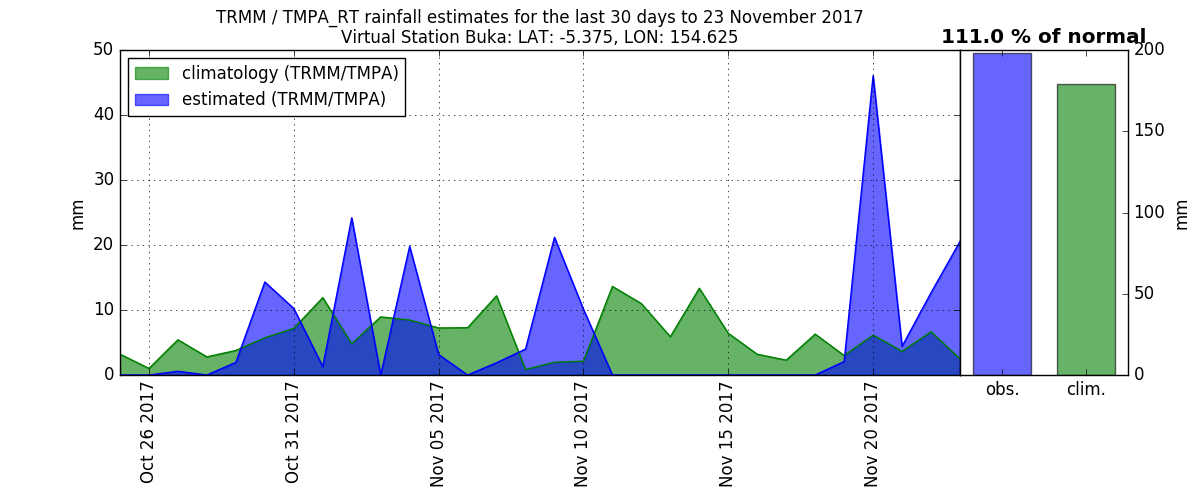 TRMM / TMPA_RT rainfall estimates for the last 30 days to 23 November 2017
Virtual Station Buka: LAT: -5.375, LON: 154.625
111.0 % of normal
climatology (TRMM/TMPA)
estimated (TRMM/TMPA)
50
40
30
20
10
0
mm
Oct 26 2017
Oct 31 2017
Nov 05 2017
Nov 10 2017
Nov 15 2017
Nov 20 2017
obs.
clim.
200
150
100
50
0
mm